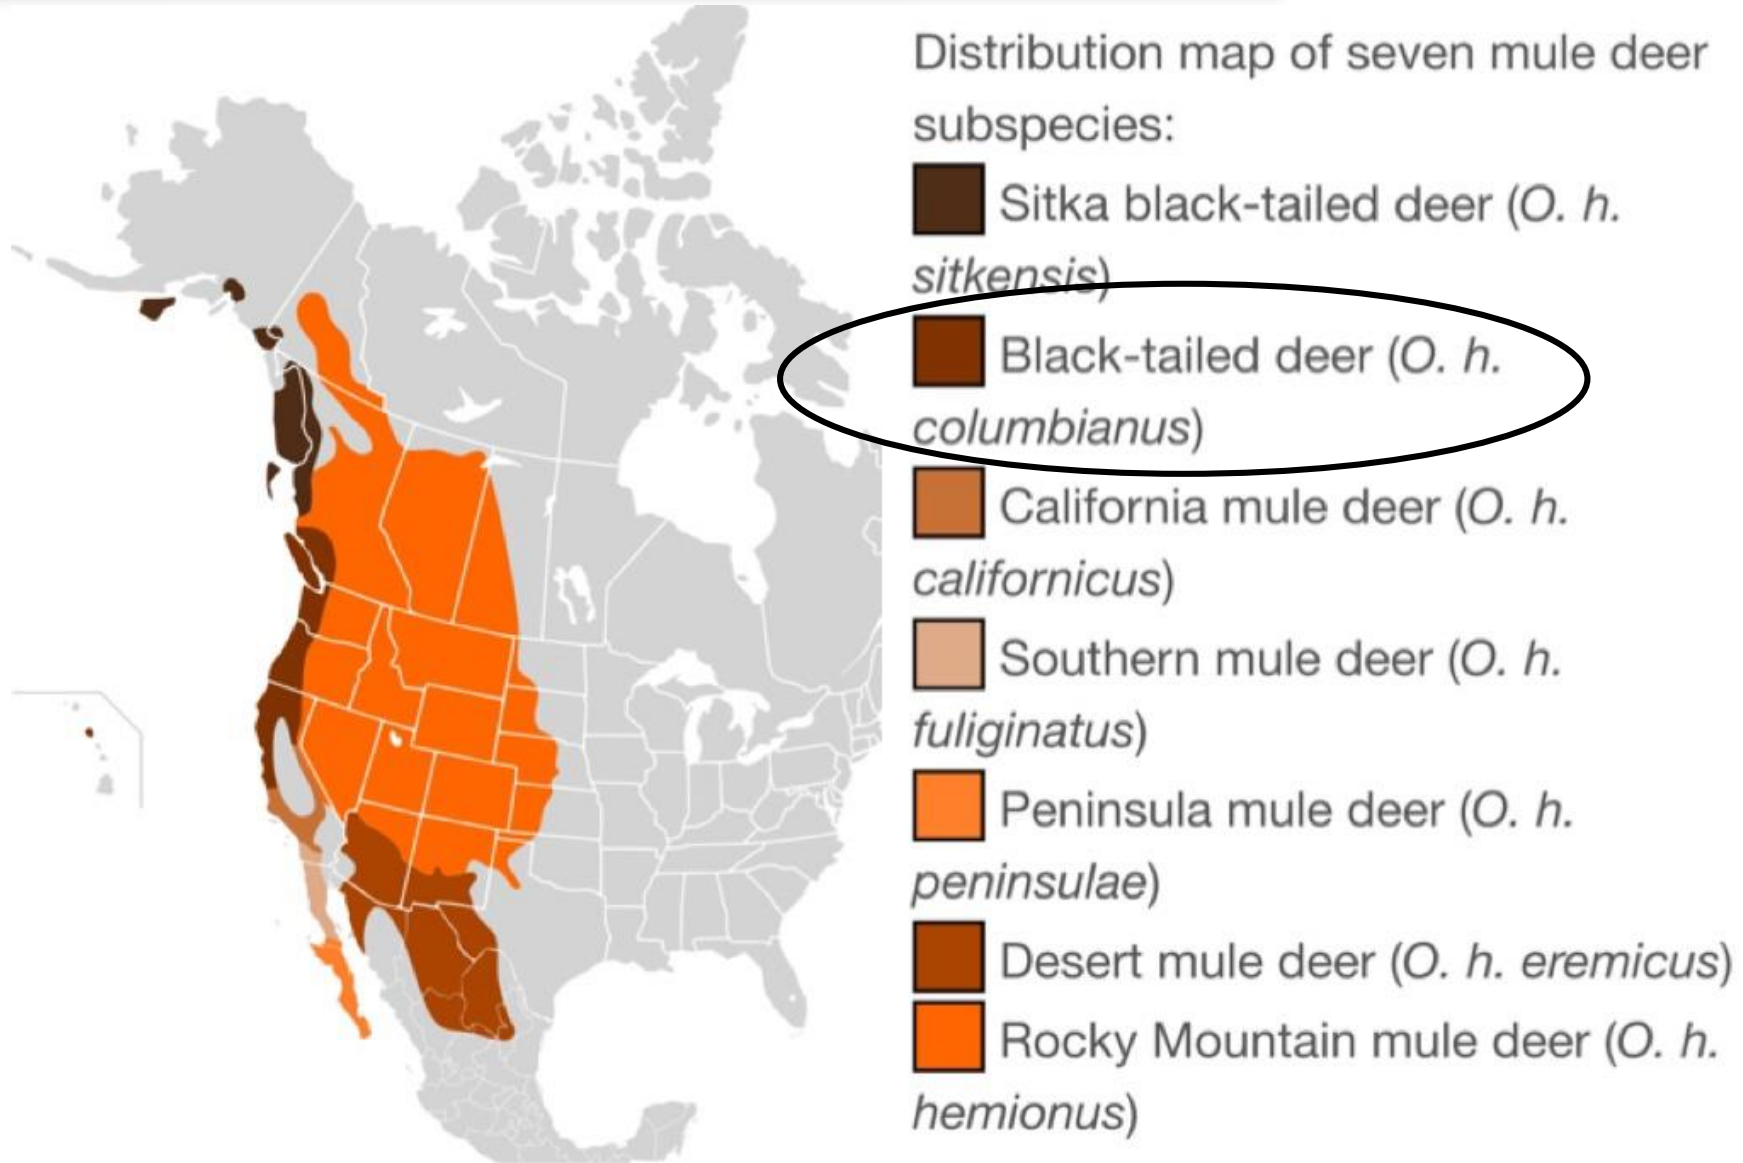 Distribution map of seven mule deer
subspecies:
Sitka black-tailed deer (O. h.
sitkensis)
Black-tailed deer (O. h.
columbianus)
California mule deer (O. h.
californicus)
Southern mule deer (O. h.
fuliginatus)
Peninsula mule deer (O. h.
peninsulae)
Desert mule deer (O. h. eremicus)
Rocky Mountain mule deer (O. h.
hemionus)